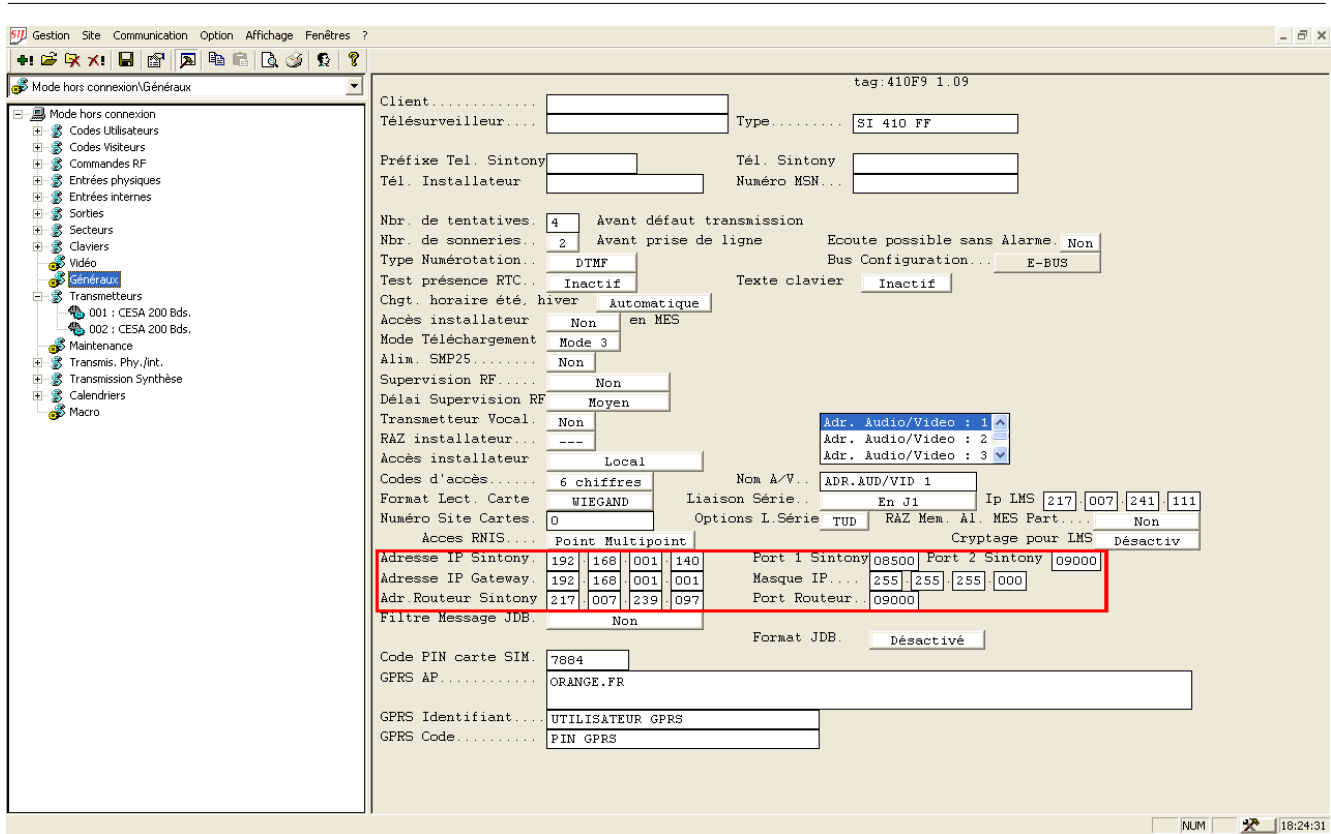 Gestion Site Communication Option Affichage Fenêtres ?
Mode hors connexion\Généraux
Mode hors connexion
Codes Utilisateurs
Codes Visiteurs
Commandes RF
Entrées physiques
Entrées internes
Sorties
Secteurs
Claviers
Vidéo
Généraux
Transmetteurs
001 : CESA 200 Bds.
002 : CESA 200 Bds.
Maintenance
Transmis. Phy./int.
Transmission Synthèse
Calendriers
Macro
tag:410F9 1.09
Client.............
Télésurveilleur.... Type......... SI 410 FF
Préfixe Tel. Sintony Tél. Sintony
Tél. Installateur Numéro MSN...
Nbr. de tentatives. 4 Avant défaut transmission
Nbr. de sonneries.. 2 Avant prise de ligne Ecoute possible sans Alarme. Non
Type Numérotation.. DTMF Bus Configuration... E-BUS
Test présence RTC.. Inactif Texte clavier Inactif
Chgt. horaire été, hiver Automatique
Accès installateur Non en MES
Mode Téléchargement Mode 3
Alim. SMP25........ Non
Supervision RF..... Non
Délai Supervision RF Moyen
Transmetteur Vocal. Non Adr. Audio/Video : 1
RAZ installateur... --- Adr. Audio/Video : 2
Accès installateur Local Adr. Audio/Video : 3
Codes d'accès...... 6 chiffres Nom A/V.. ADR.AUD/VID 1
Format Lect. Carte WIEGAND Liaison Série.. En J1 Ip LMS 217.007.241.111
Numéro Site Cartes. 0 Options L.Série TUD RAZ Mem. Al. MES Part.... Non
Acces RNIS.... Point Multipoint Cryptage pour LMS Désactiv
Adresse IP Sintony. 192.168.001.140 Port 1 Sintony 08500 Port 2 Sintony 09000
Adresse IP Gateway. 192.168.001.001 Masque IP.... 255.255.255.000
Adr.Routeur Sintony 217.007.239.097 Port Routeur.. 09000
Filtre Message JDB. Non
Format JDB. Désactivé
Code PIN carte SIM. 7884
GPRS AP............ ORANGE.FR
GPRS Identifiant.... UTILISATEUR GPRS
GPRS Code.......... PIN GPRS
NUM 18:24:31